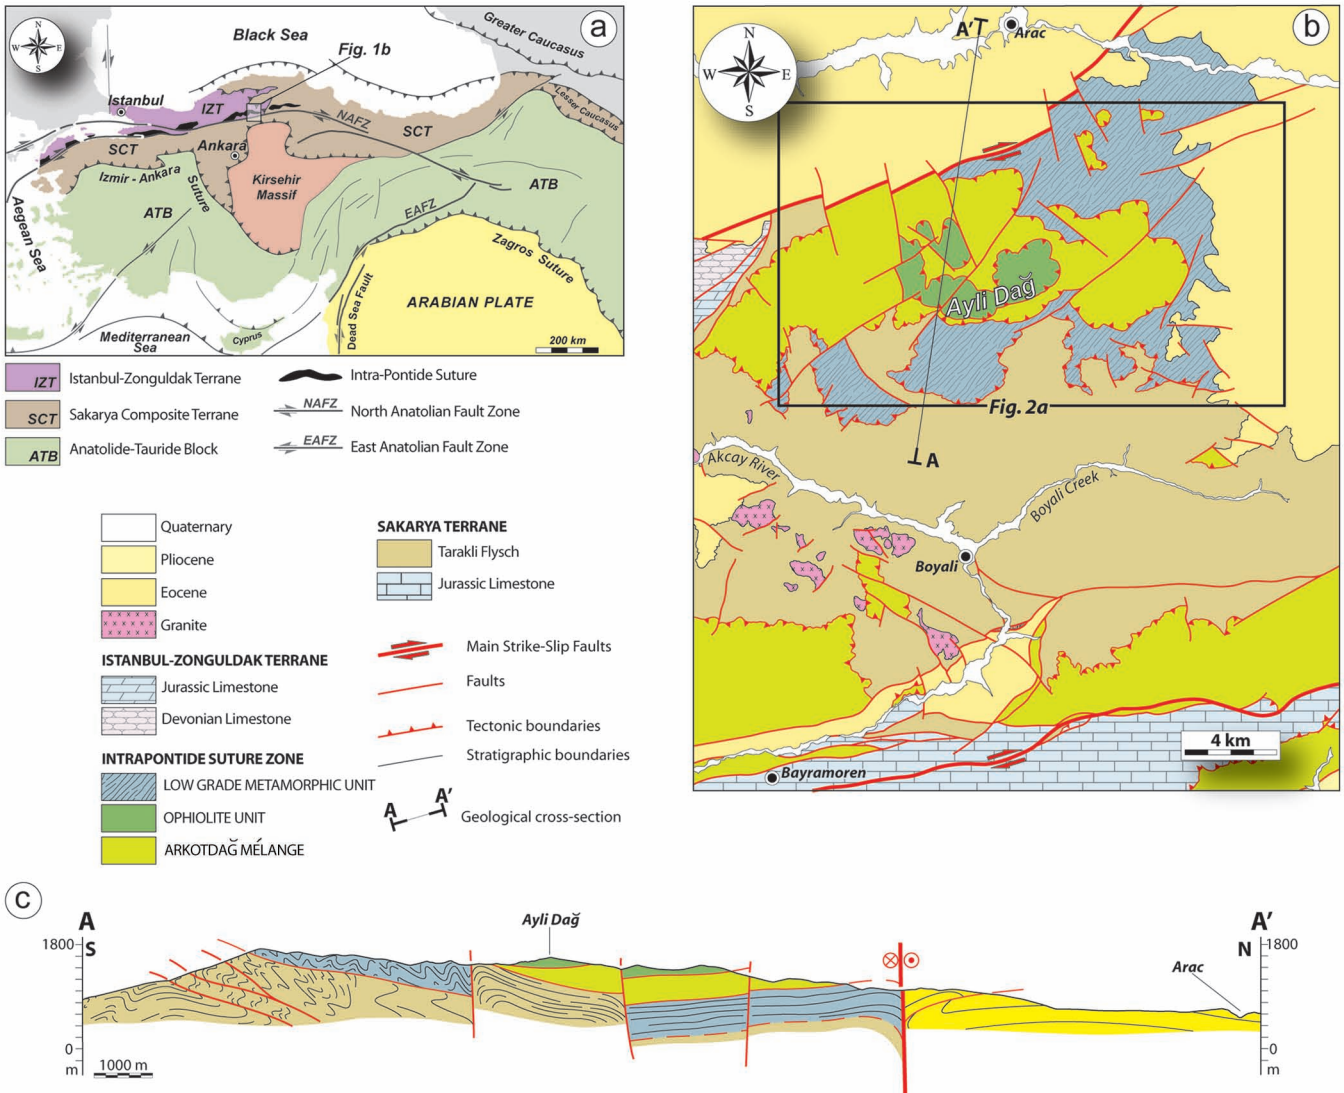 a
N
W
E
S
Black Sea
Greater Caucasus
Fig. 1b
Istanbul
IZT
NAFZ
SCT
Lesser Caucasus
SCT
Ankara
Izmir - Ankara
Suture
Kirsehir
Massif
ATB
ATB
EAFZ
Aegean Sea
Zagros Suture
Dead Sea Fault
ARABIAN PLATE
Mediterranean
Sea
Cyprus
200 km
IZT
Istanbul-Zonguldak Terrane
SCT
Sakarya Composite Terrane
ATB
Anatolide-Tauride Block
Intra-Pontide Suture
NAFZ
North Anatolian Fault Zone
EAFZ
East Anatolian Fault Zone
Quaternary
Pliocene
Eocene
Granite
ISTANBUL-ZONGULDAK TERRANE
Jurassic Limestone
Devonian Limestone
INTRAPONTIDE SUTURE ZONE
LOW GRADE METAMORPHIC UNIT
OPHIOLITE UNIT
ARKOTDAĞ MÉLANGE
SAKARYA TERRANE
Tarakli Flysch
Jurassic Limestone
Main Strike-Slip Faults
Faults
Tectonic boundaries
Stratigraphic boundaries
A
A'
Geological cross-section
b
N
W
E
S
A'
Arac
Ayli Dağ
Fig. 2a
A
Akcay River
Boyali Creek
Boyali
4 km
Bayramoren
c
A
S
Ayli Dağ
A'
N
1800
1800
Arac
0
0
m
m
1000 m